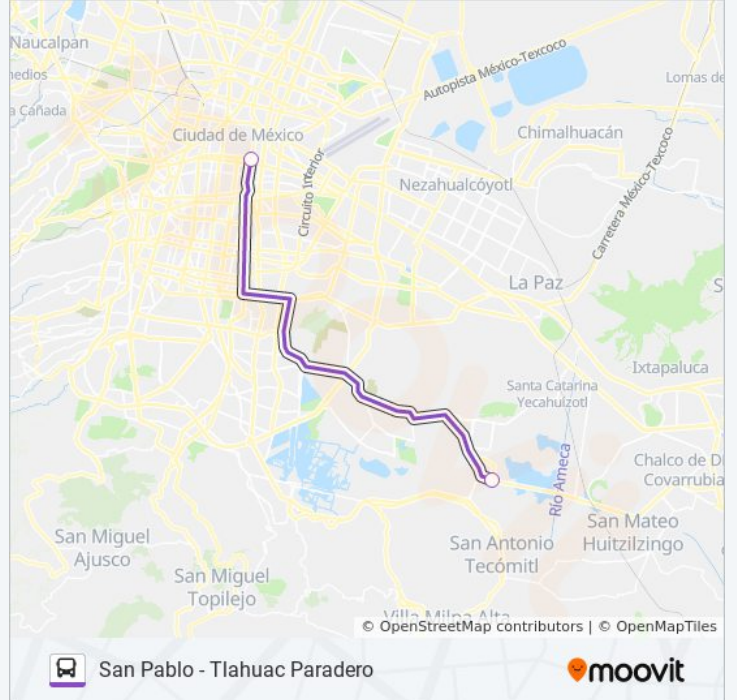 Naucalpan
Autopista México-Texcoco
Lomas de
a Cañada
Ciudad de México
Chimalhuacán
Circuito Interior
Nezahualcóyotl
Carretera México-Texcoco
La Paz
S
Ixtapaluca
Santa Catarina
Yecahuizotl
Río Ameca
Chalco de D
Covarrubia
San Miguel
Ajusco
San Mateo
Huitzilzingo
San Antonio
Tecómitl
San Miguel
Topilejo
Villa Milpa Alta
© OpenStreetMap contributors | © OpenMapTiles
San Pablo - Tlahuac Paradero
moovit